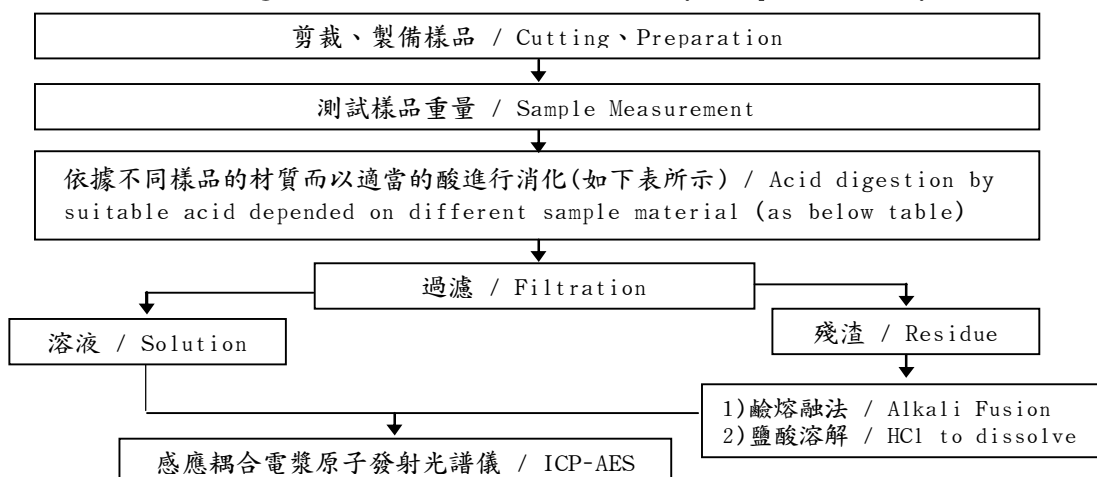 剪裁、製備樣品 / Cutting、Preparation
測試樣品重量 / Sample Measurement
依據不同樣品的材質而以適當的酸進行消化(如下表所示) / Acid digestion by
suitable acid depended on different sample material (as below table)
過濾 / Filtration
溶液 / Solution
殘渣 / Residue
1)鹼熔融法 / Alkali Fusion
2)鹽酸溶解 / HCl to dissolve
感應耦合電漿原子發射光譜儀 / ICP-AES